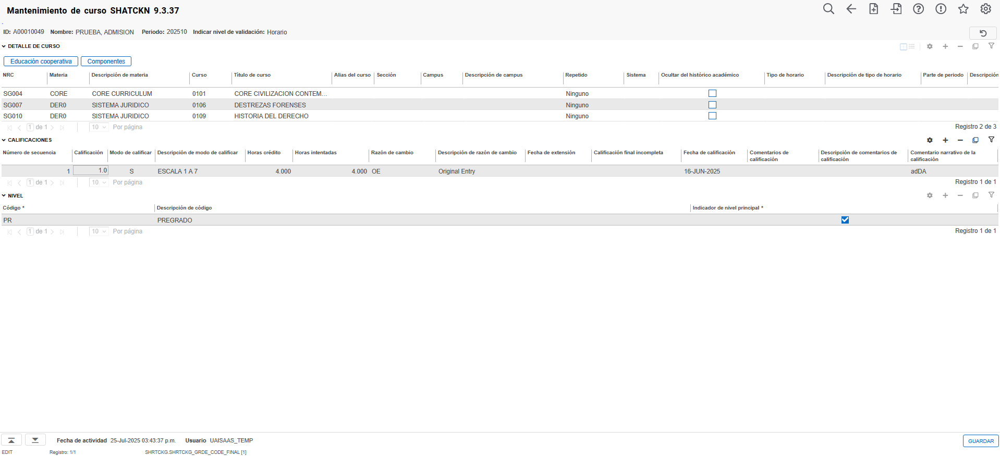 Mantenimiento de curso SHATCKN 9.3.37
.
ID: A00010049 Nombre: PRUEBA, ADMISION Periodo: 202510 Indicar nivel de validación: Horario
DETALLE DE CURSO
Educación cooperativa Componentes
NRC Materia Descripción de materia Curso Título de curso Alias del curso Sección Campus Descripción de campus Repetido Sistema Ocultar del histórico académico Tipo de horario Descripción de tipo de horario Parte de periodo Descripción
SG004 CORE CORE CURRICULUM 0101 CORE CIVILIZACION CONTEM... Ninguno
SG007 DER0 SISTEMA JURIDICO 0106 DESTREZAS FORENSES Ninguno
SG010 DER0 SISTEMA JURIDICO 0109 HISTORIA DEL DERECHO Ninguno
1 de 1 10 Por página Registro 2 de 3
CALIFICACIONES
Número de secuencia Calificación Modo de calificar Descripción de modo de calificar Horas crédito Horas intentadas Razón de cambio Descripción de razón de cambio Fecha de extensión Calificación final incompleta Fecha de calificación Comentarios de calificación Descripción de comentarios de calificación Comentario narrativo de la calificación
1 1.0 S ESCALA 1 A 7 4.000 4.000 OE Original Entry 16-JUN-2025 adDA
1 de 1 10 Por página Registro 1 de 1
NIVEL
Código * Descripción de código Indicador de nivel principal *
PR PREGRADO
1 de 1 10 Por página Registro 1 de 1
Fecha de actividad 25-Jul-2025 03:43:37 p.m. Usuario UAISAAS_TEMP GUARDAR
EDIT Registro: 1/1 SHRTCKG.SHRTCKG_GRDE_CODE_FINAL [1]